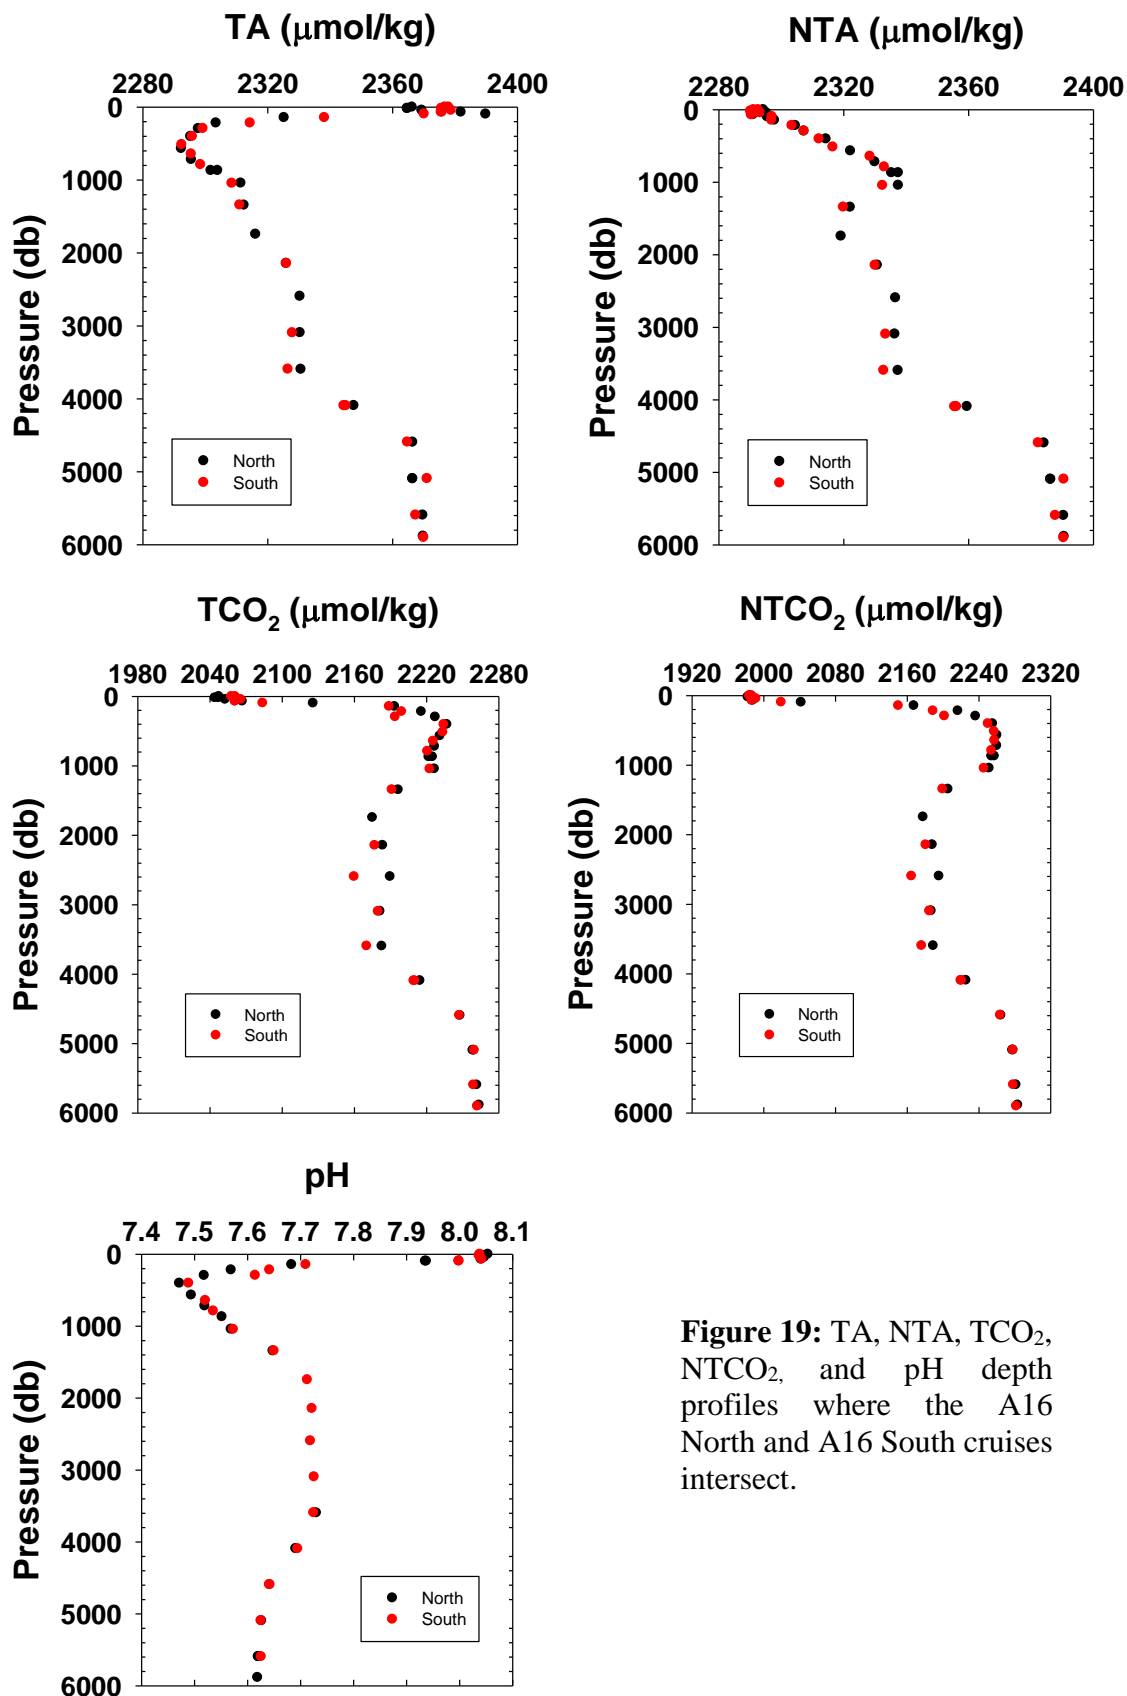 TA (μmol/kg)
2280 2320 2360 2400
0
1000
2000
3000
4000
5000
6000
Pressure (db)
North
South
NTA (μmol/kg)
2280 2320 2360 2400
0
1000
2000
3000
4000
5000
6000
Pressure (db)
North
South
TCO₂ (μmol/kg)
1980 2040 2100 2160 2220 2280
0
1000
2000
3000
4000
5000
6000
Pressure (db)
North
South
NTCO₂ (μmol/kg)
1920 2000 2080 2160 2240 2320
0
1000
2000
3000
4000
5000
6000
Pressure (db)
North
South
pH
7.4 7.5 7.6 7.7 7.8 7.9 8.0 8.1
0
1000
2000
3000
4000
5000
6000
Pressure (db)
North
South
Figure 19: TA, NTA, TCO₂,
NTCO₂, and pH depth
profiles where the A16
North and A16 South cruises
intersect.